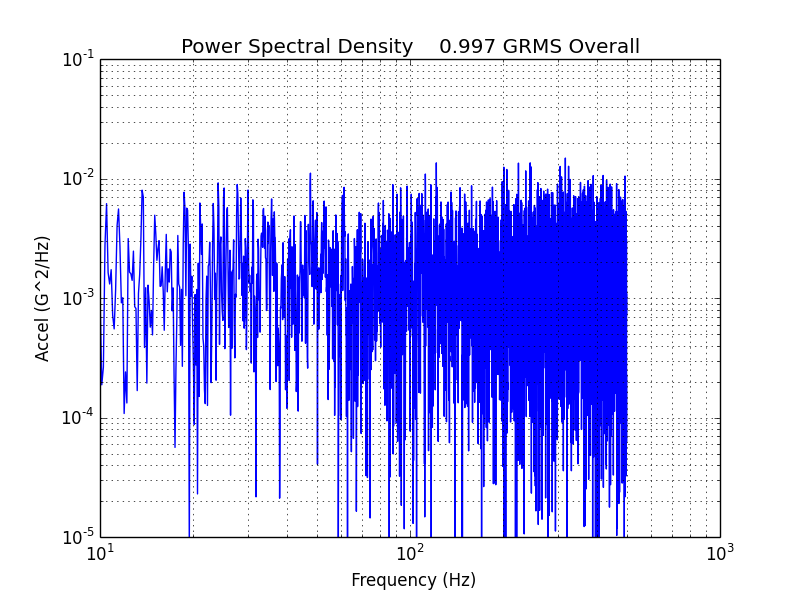 Power Spectral Density    0.997 GRMS Overall
10^-1
10^-2
10^-3
10^-4
10^-5
Accel (G^2/Hz)
10^1 10^2 10^3
Frequency (Hz)